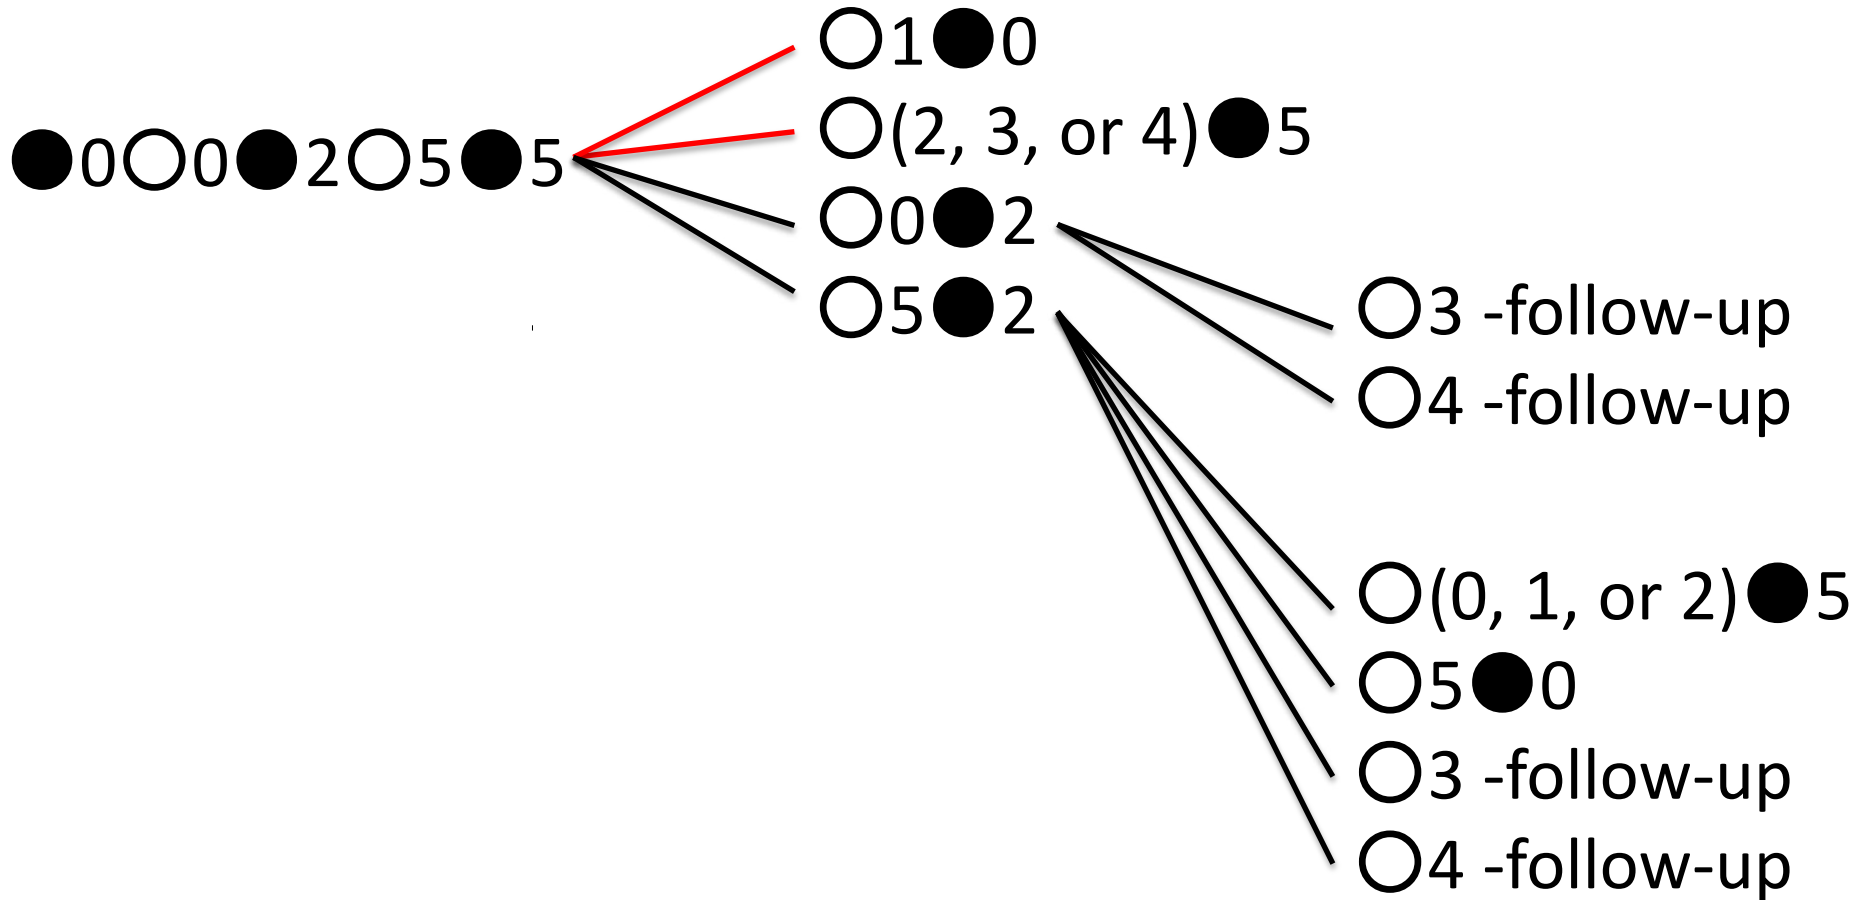 ●0○0●2○5●5
○1●0
○(2, 3, or 4)●5
○0●2
○5●2
○3 -follow-up
○4 -follow-up
○(0, 1, or 2)●5
○5●0
○3 -follow-up
○4 -follow-up